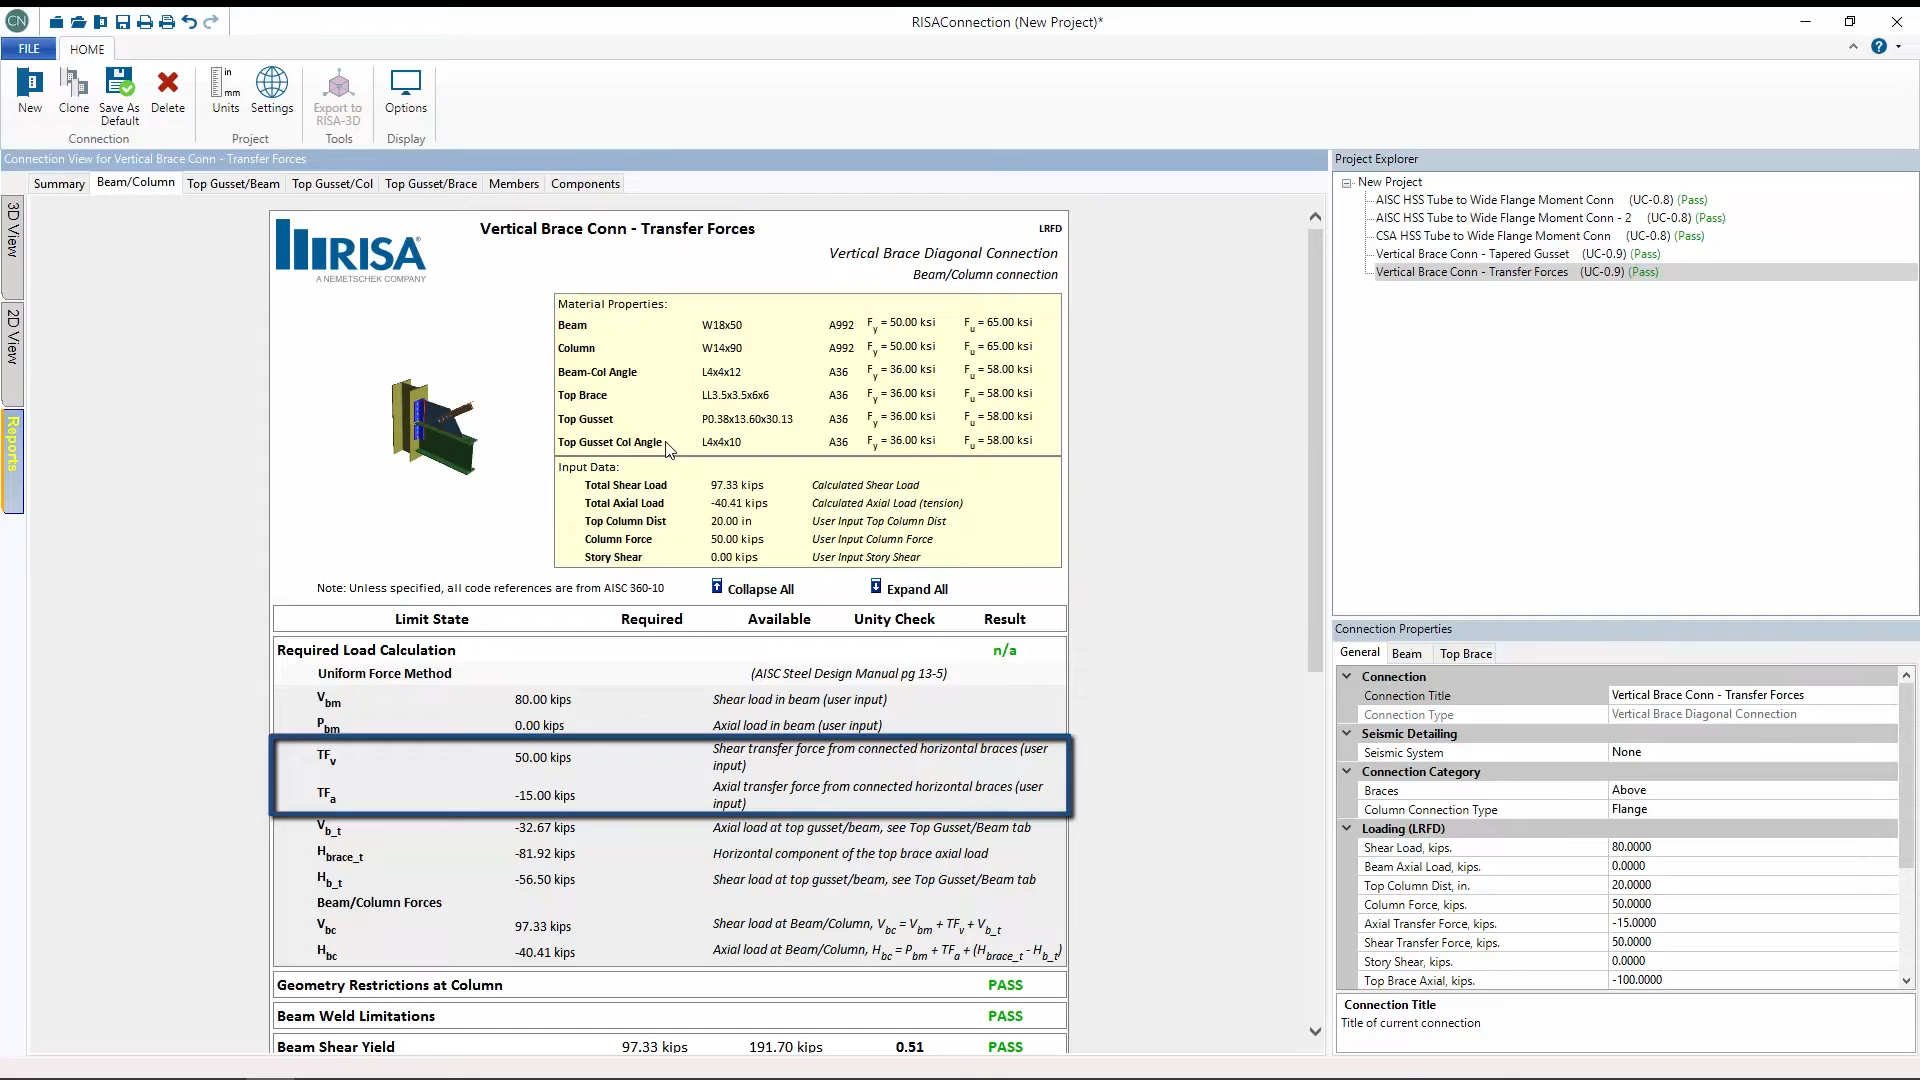 CN
RISAConnection (New Project)*
FILE
HOME
in
mm
New
Clone
Save As
Default
Delete
Units
Settings
Export to
RISA-3D
Options
Connection
Project
Tools
Display
Connection View for Vertical Brace Conn - Transfer Forces
Summary
Beam/Column
Top Gusset/Beam
Top Gusset/Col
Top Gusset/Brace
Members
Components
3D View
2D View
Reports
RISA
A NEMETSCHEK COMPANY
Vertical Brace Conn - Transfer Forces
LRFD
Vertical Brace Diagonal Connection
Beam/Column connection
Material Properties:
Beam W18x50 A992 Fy = 50.00 ksi Fu = 65.00 ksi
Column W14x90 A992 Fy = 50.00 ksi Fu = 65.00 ksi
Beam-Col Angle L4x4x12 A36 Fy = 36.00 ksi Fu = 58.00 ksi
Top Brace LL3.5x3.5x6x6 A36 Fy = 36.00 ksi Fu = 58.00 ksi
Top Gusset P0.38x13.60x30.13 A36 Fy = 36.00 ksi Fu = 58.00 ksi
Top Gusset Col Angle L4x4x10 A36 Fy = 36.00 ksi Fu = 58.00 ksi
Input Data:
Total Shear Load 97.33 kips Calculated Shear Load
Total Axial Load -40.41 kips Calculated Axial Load (tension)
Top Column Dist 20.00 in User Input Top Column Dist
Column Force 50.00 kips User Input Column Force
Story Shear 0.00 kips User Input Story Shear
Note: Unless specified, all code references are from AISC 360-10
Collapse All
Expand All
Limit State Required Available Unity Check Result
Required Load Calculation n/a
Uniform Force Method (AISC Steel Design Manual pg 13-5)
Vbm 80.00 kips Shear load in beam (user input)
Pbm 0.00 kips Axial load in beam (user input)
TFv 50.00 kips Shear transfer force from connected horizontal braces (user
input)
TFa -15.00 kips Axial transfer force from connected horizontal braces (user
input)
Vb_t -32.67 kips Axial load at top gusset/beam, see Top Gusset/Beam tab
Hbrace_t -81.92 kips Horizontal component of the top brace axial load
Hb_t -56.50 kips Shear load at top gusset/beam, see Top Gusset/Beam tab
Beam/Column Forces
Vbc 97.33 kips Shear load at Beam/Column, Vbc = Vbm + TFv + Vb_t
Hbc -40.41 kips Axial load at Beam/Column, Hbc = Pbm + TFa + (Hbrace_t - Hb_t)
Geometry Restrictions at Column PASS
Beam Weld Limitations PASS
Beam Shear Yield 97.33 kips 191.70 kips 0.51 PASS
Project Explorer
New Project
AISC HSS Tube to Wide Flange Moment Conn (UC-0.8) (Pass)
AISC HSS Tube to Wide Flange Moment Conn - 2 (UC-0.8) (Pass)
CSA HSS Tube to Wide Flange Moment Conn (UC-0.8) (Pass)
Vertical Brace Conn - Tapered Gusset (UC-0.9) (Pass)
Vertical Brace Conn - Transfer Forces (UC-0.9) (Pass)
Connection Properties
General
Beam
Top Brace
Connection
Connection Title Vertical Brace Conn - Transfer Forces
Connection Type Vertical Brace Diagonal Connection
Seismic Detailing
Seismic System None
Connection Category
Braces Above
Column Connection Type Flange
Loading (LRFD)
Shear Load, kips. 80.0000
Beam Axial Load, kips. 0.0000
Top Column Dist, in. 20.0000
Column Force, kips. 50.0000
Axial Transfer Force, kips. -15.0000
Shear Transfer Force, kips. 50.0000
Story Shear, kips. 0.0000
Top Brace Axial, kips. -100.0000
Connection Title
Title of current connection